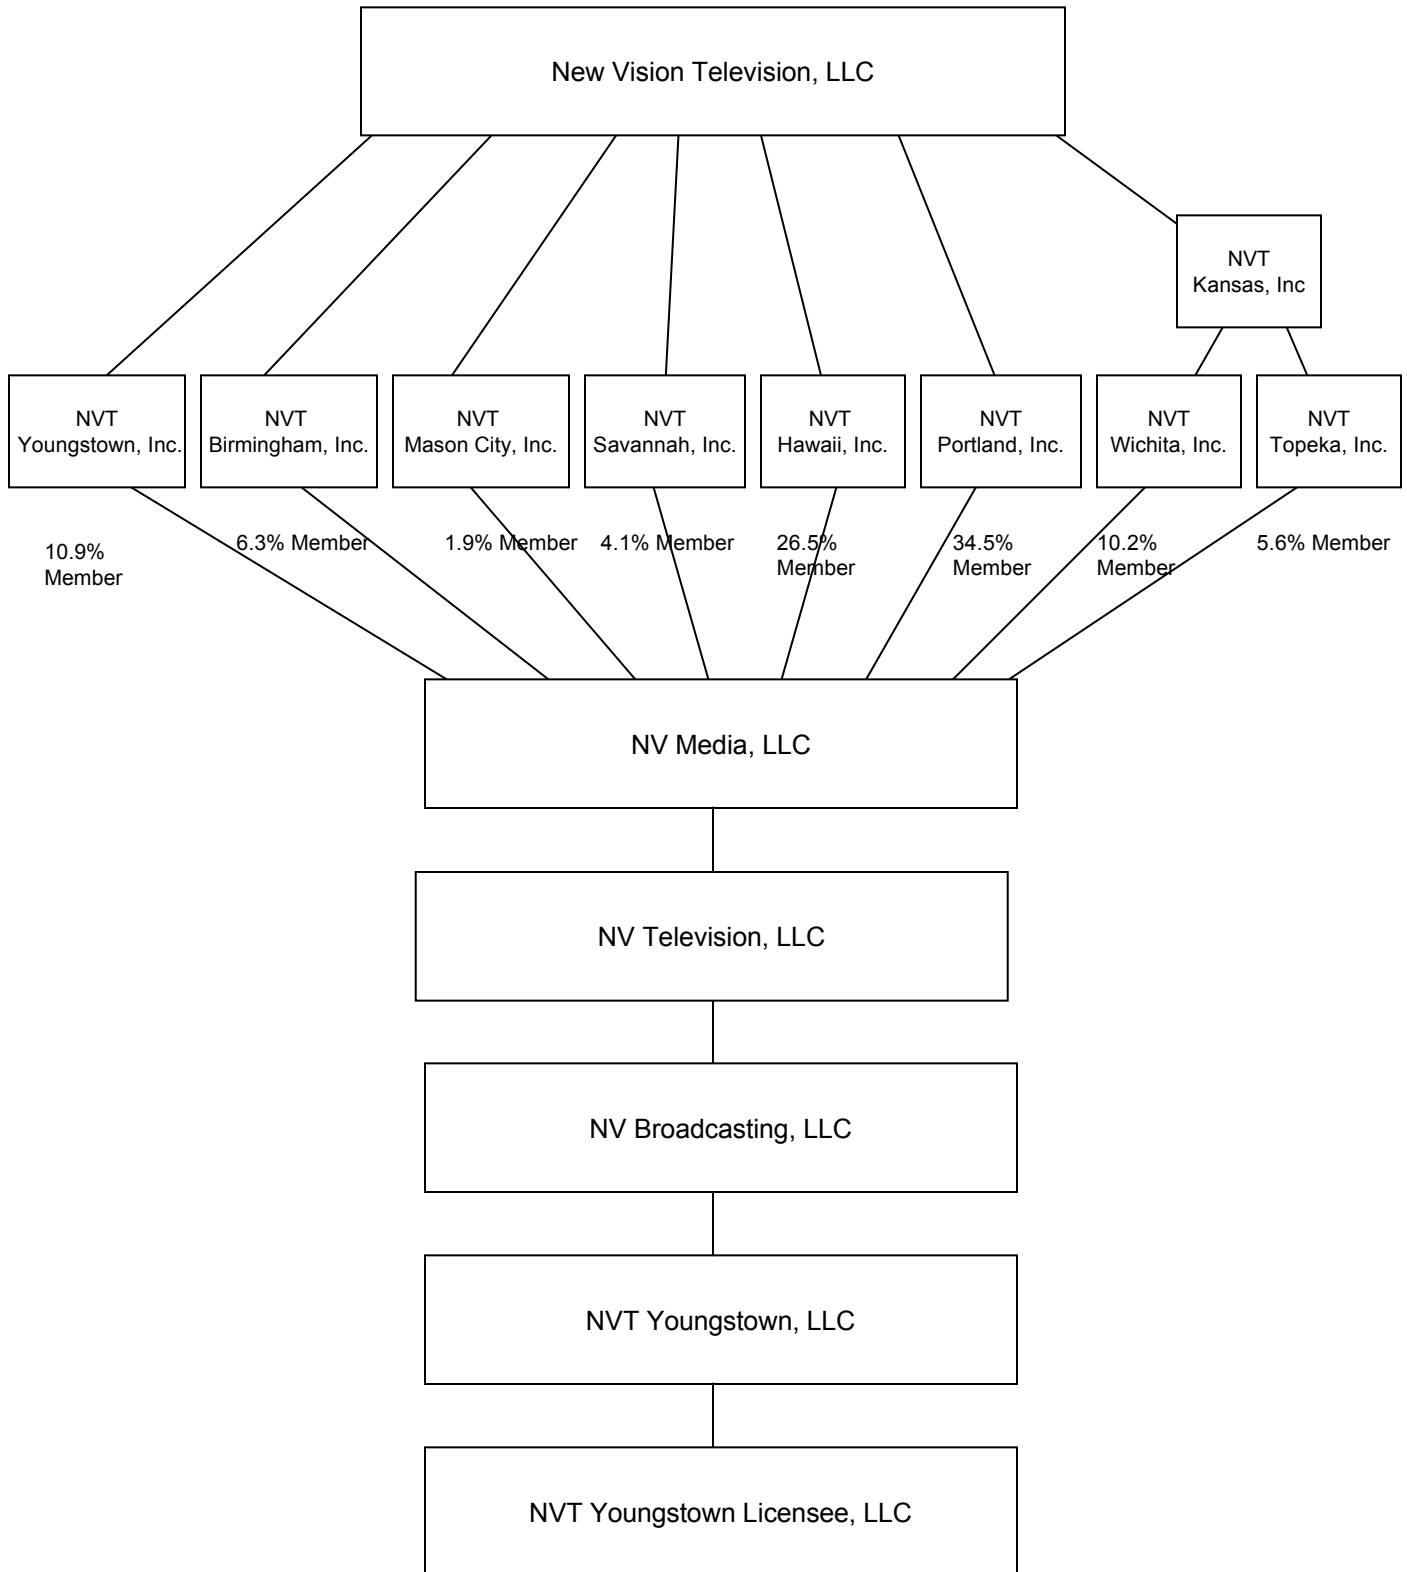 New Vision Television, LLC
NVT
Kansas, Inc
NVT
Youngstown, Inc.
NVT
Birmingham, Inc.
NVT
Mason City, Inc.
NVT
Savannah, Inc.
NVT
Hawaii, Inc.
NVT
Portland, Inc.
NVT
Wichita, Inc.
NVT
Topeka, Inc.
10.9%
Member
6.3% Member
1.9% Member
4.1% Member
26.5%
Member
34.5%
Member
10.2%
Member
5.6% Member
NV Media, LLC
NV Television, LLC
NV Broadcasting, LLC
NVT Youngstown, LLC
NVT Youngstown Licensee, LLC